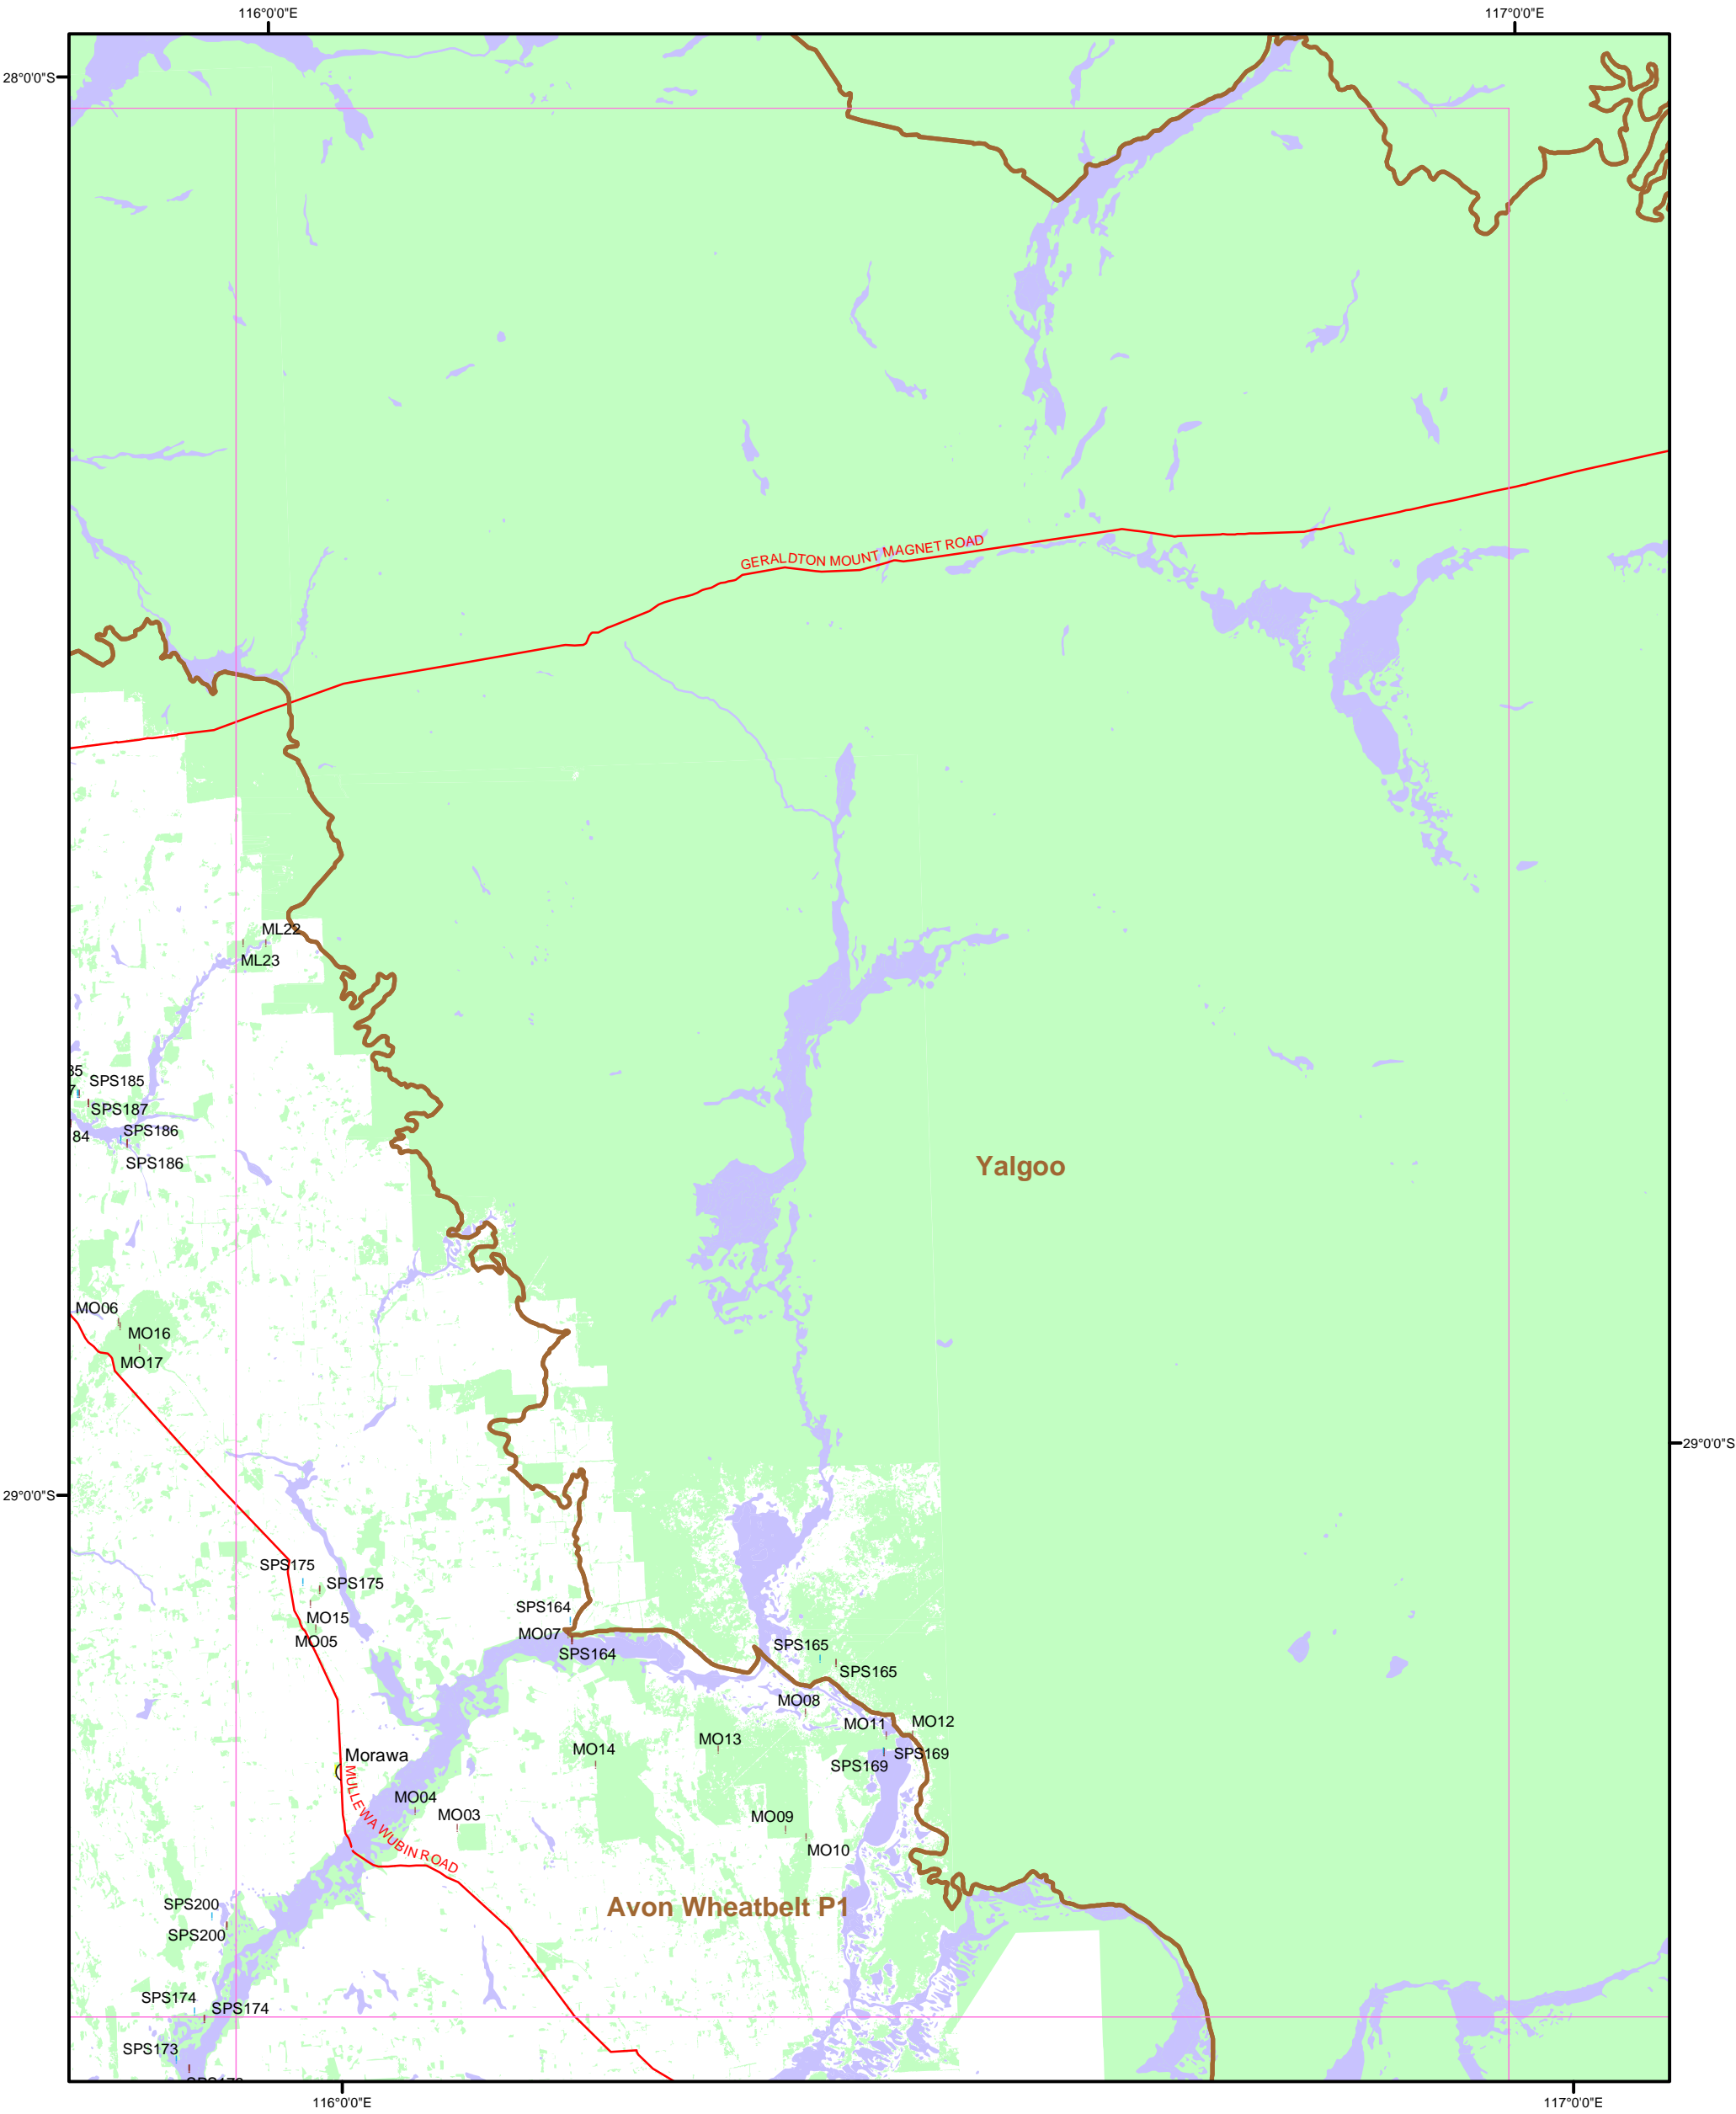 116°0'0"E
117°0'0"E
28°0'0"S
GERALDTON MOUNT MAGNET ROAD
ML22
ML23
35
SPS185
7
SPS187
84
SPS186
SPS186
Yalgoo
MO06
MO16
MO17
29°0'0"S
29°0'0"S
SPS175
SPS175
MO15
MO05
SPS164
MO07
SPS164
SPS165
SPS165
MO08
MO11
MO12
MO13
MO14
SPS169
SPS169
Morawa
MULLEWA WUBIN ROAD
MO04
MO03
MO09
MO10
SPS200
SPS200
Avon Wheatbelt P1
SPS174
SPS174
SPS173
116°0'0"E
117°0'0"E